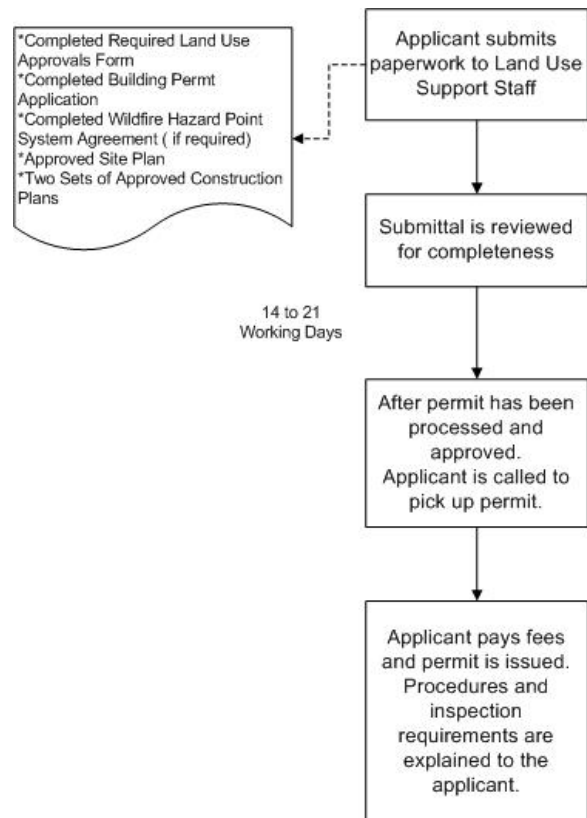 *Completed Required Land Use
Approvals Form
*Completed Building Permt
Application
*Completed Wildfire Hazard Point
System Agreement ( if required)
*Approved Site Plan
*Two Sets of Approved Construction
Plans
Applicant submits
paperwork to Land Use
Support Staff
Submittal is reviewed
for completeness
14 to 21
Working Days
After permit has been
processed and
approved.
Applicant is called to
pick up permit.
Applicant pays fees
and permit is issued.
Procedures and
inspection
requirements are
explained to the
applicant.